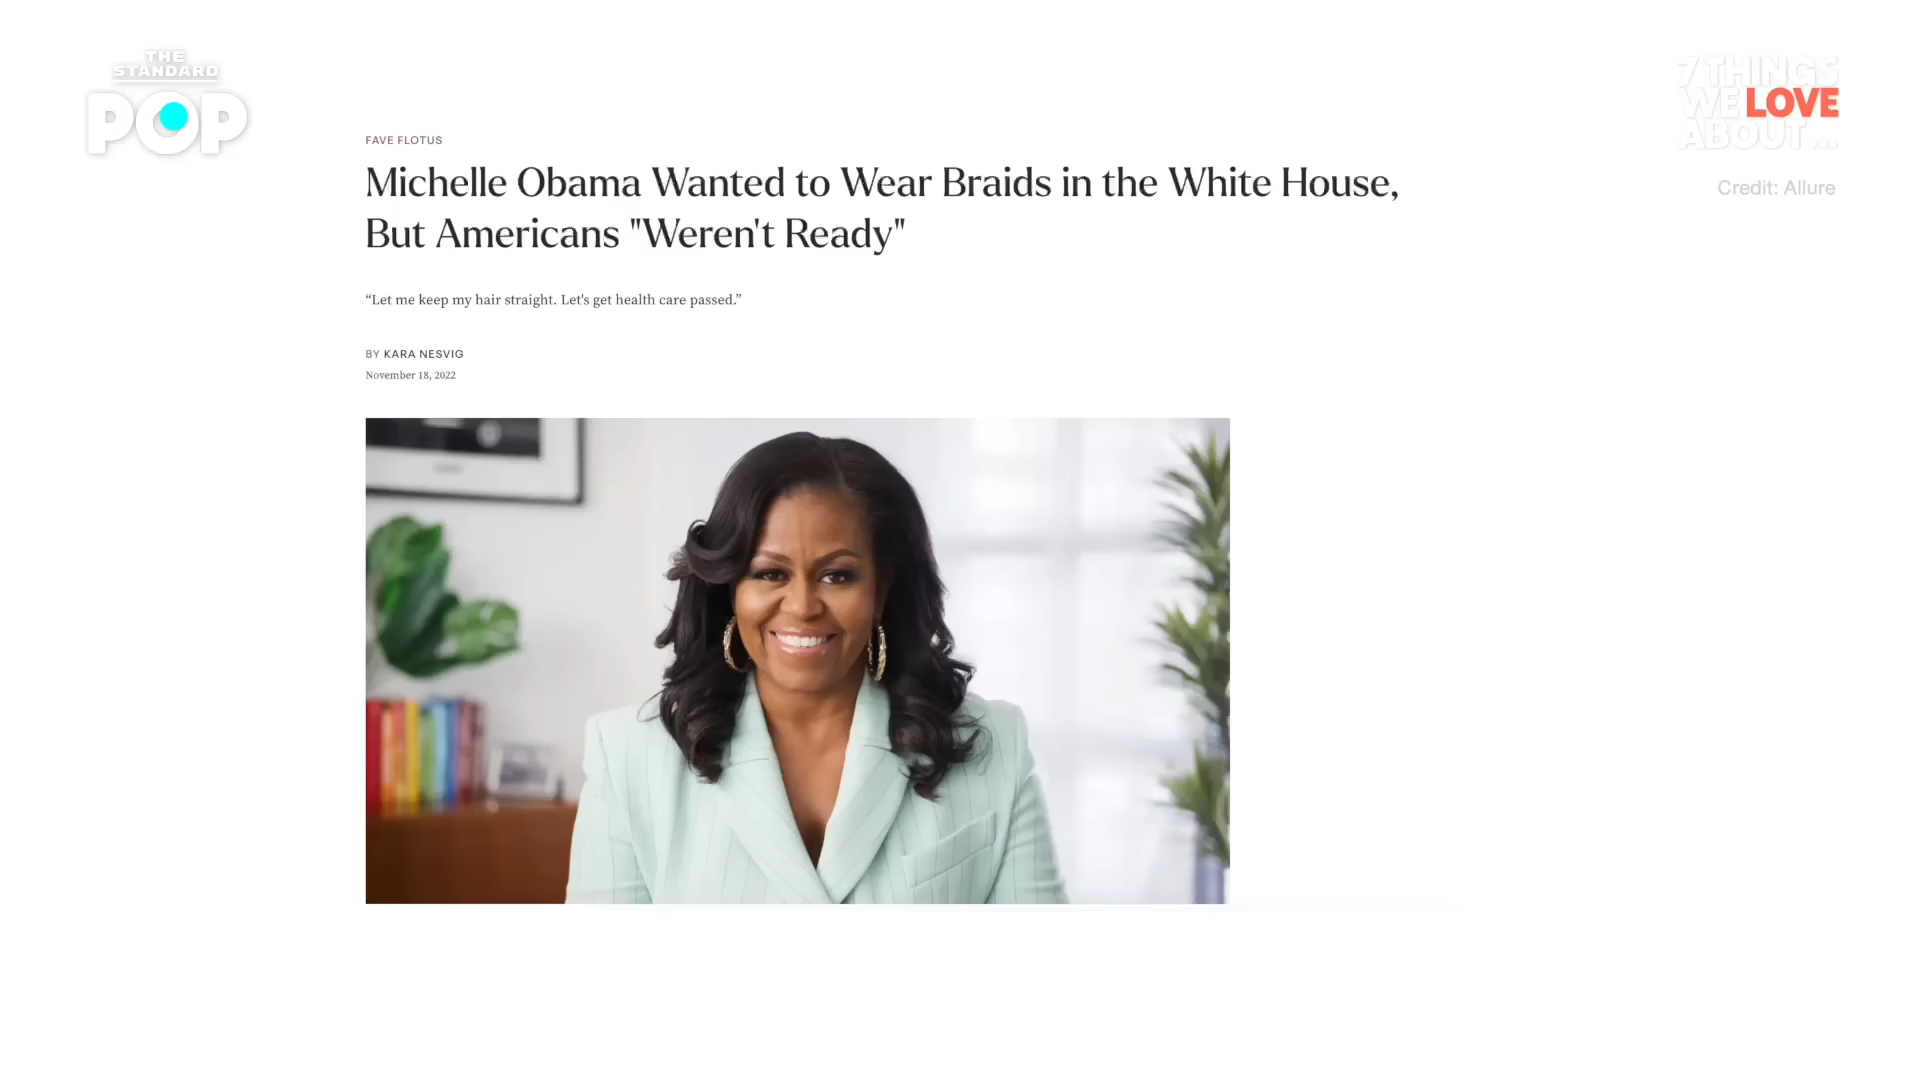 THE
STANDARD
POP
7 THINGS
WE LOVE
ABOUT...
Credit: Allure
FAVE FLOTUS
Michelle Obama Wanted to Wear Braids in the White House,
But Americans "Weren't Ready"
“Let me keep my hair straight. Let's get health care passed.”
BY KARA NESVIG
November 18, 2022